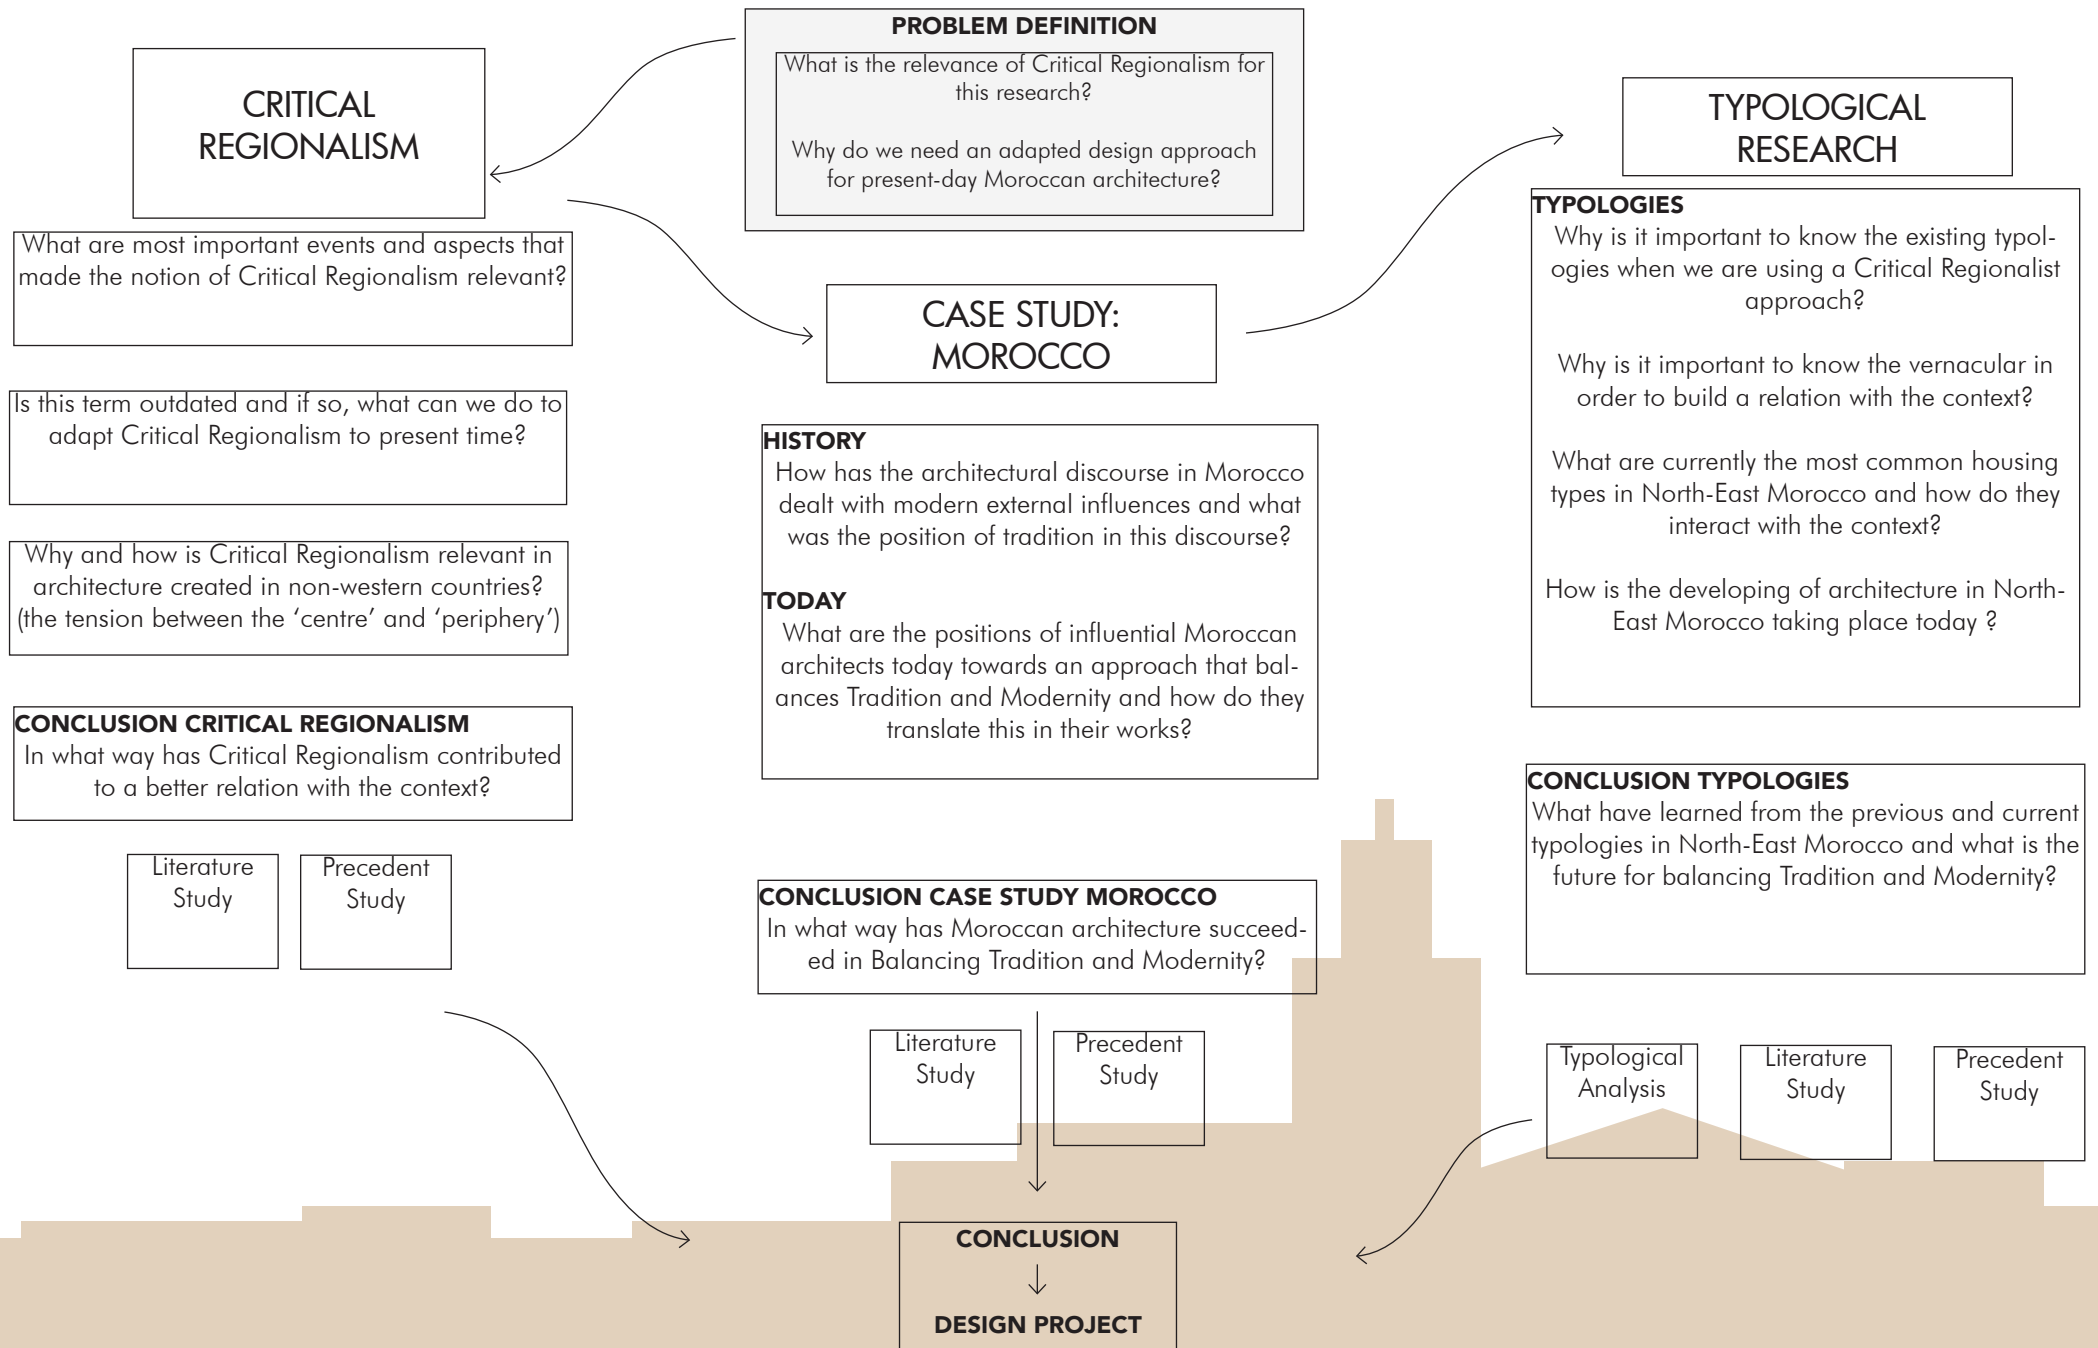 PROBLEM DEFINITION
What is the relevance of Critical Regionalism for
this research?
Why do we need an adapted design approach
for present-day Moroccan architecture?
CRITICAL
REGIONALISM
What are most important events and aspects that
made the notion of Critical Regionalism relevant?
Is this term outdated and if so, what can we do to
adapt Critical Regionalism to present time?
Why and how is Critical Regionalism relevant in
architecture created in non-western countries?
(the tension between the ‘centre’ and ‘periphery’)
CONCLUSION CRITICAL REGIONALISM
In what way has Critical Regionalism contributed
to a better relation with the context?
Literature
Study
Precedent
Study
CASE STUDY:
MOROCCO
HISTORY
How has the architectural discourse in Morocco
dealt with modern external influences and what
was the position of tradition in this discourse?
TODAY
What are the positions of influential Moroccan
architects today towards an approach that bal-
ances Tradition and Modernity and how do they
translate this in their works?
CONCLUSION CASE STUDY MOROCCO
In what way has Moroccan architecture succeed-
ed in Balancing Tradition and Modernity?
Literature
Study
Precedent
Study
TYPOLOGICAL
RESEARCH
TYPOLOGIES
Why is it important to know the existing typol-
ogies when we are using a Critical Regionalist
approach?
Why is it important to know the vernacular in
order to build a relation with the context?
What are currently the most common housing
types in North-East Morocco and how do they
interact with the context?
How is the developing of architecture in North-
East Morocco taking place today ?
CONCLUSION TYPOLOGIES
What have learned from the previous and current
typologies in North-East Morocco and what is the
future for balancing Tradition and Modernity?
Typological
Analysis
Literature
Study
Precedent
Study
CONCLUSION
DESIGN PROJECT